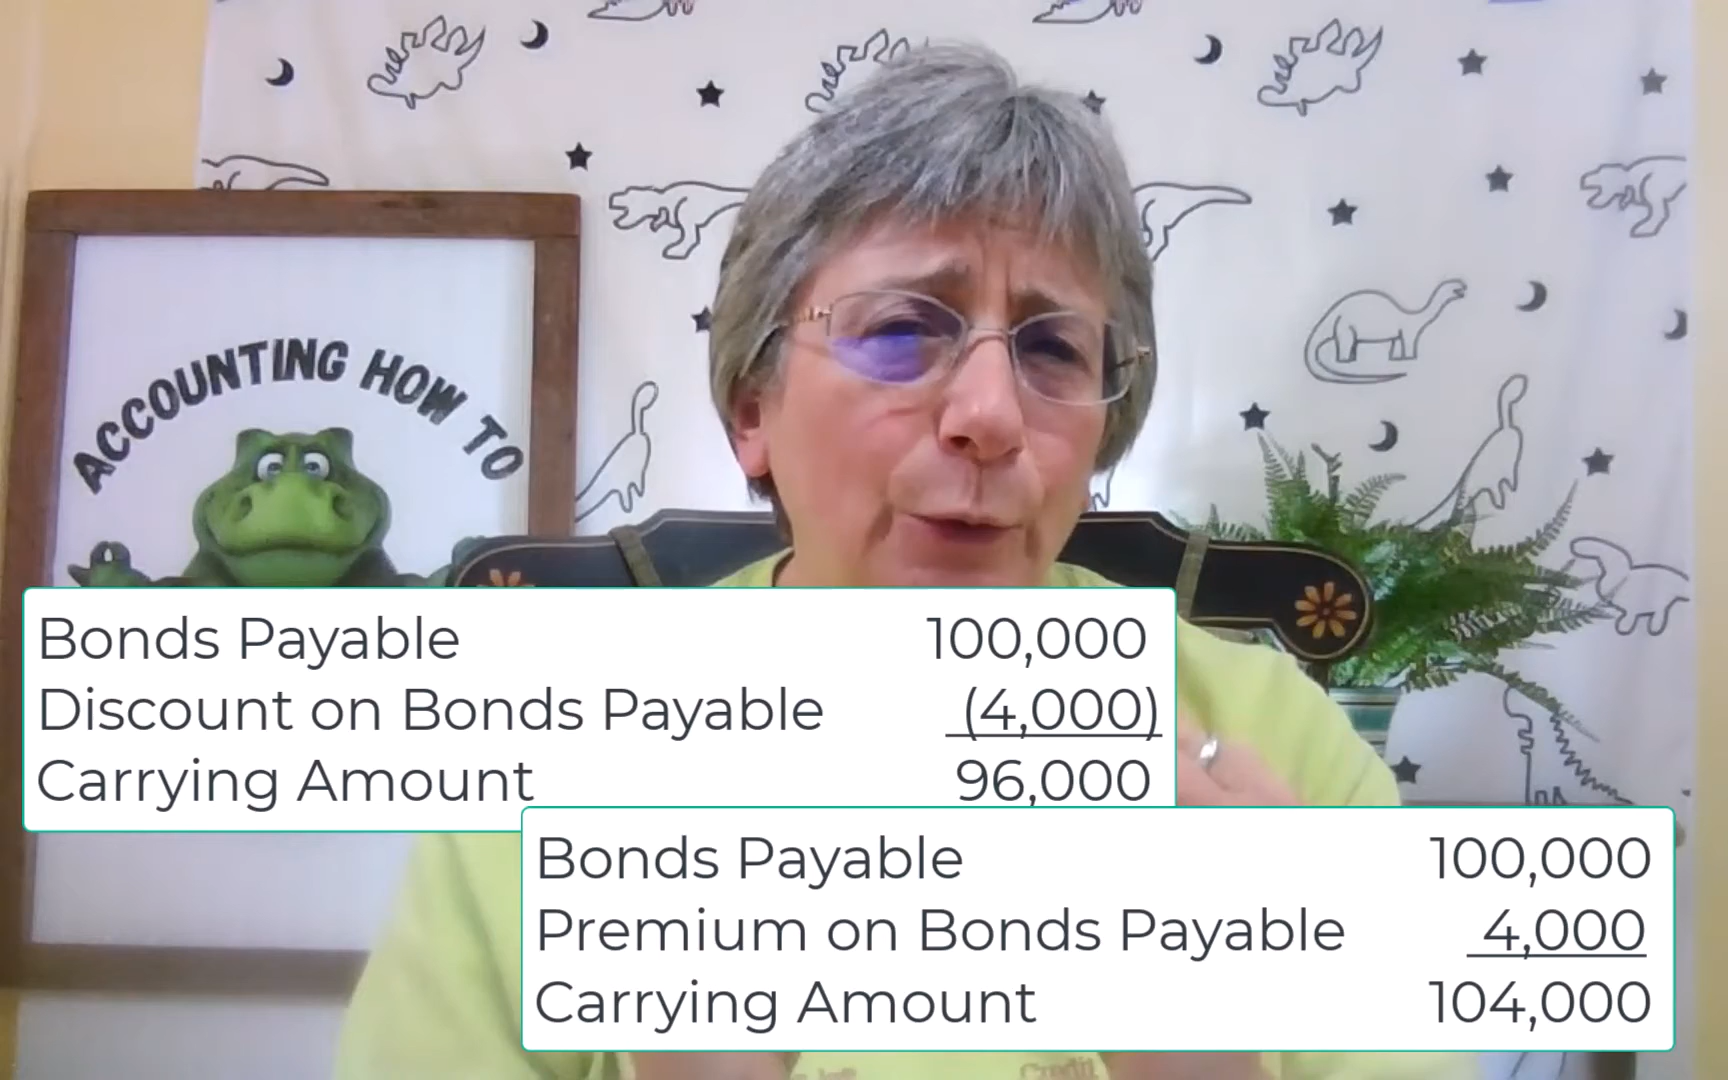 ACCOUNTING HOW TO
Bonds Payable 100,000
Discount on Bonds Payable (4,000)
Carrying Amount 96,000
Bonds Payable 100,000
Premium on Bonds Payable 4,000
Carrying Amount 104,000
Credit